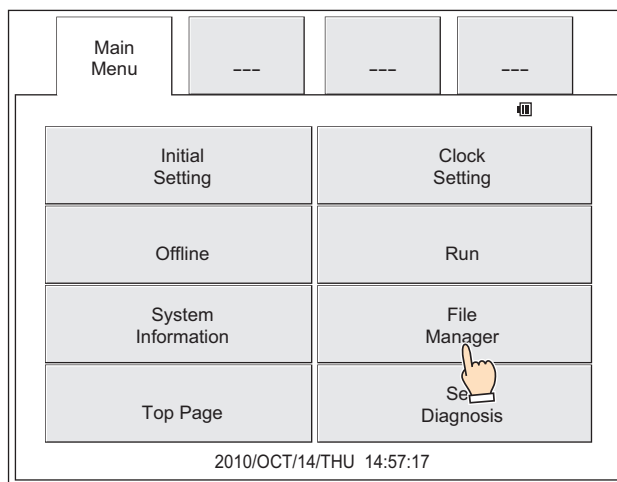 Main
Menu
---
---
---
Initial
Setting
Clock
Setting
Offline
Run
System
Information
File
Manager
Top Page
Se
Diagnosis
2010/OCT/14/THU 14:57:17